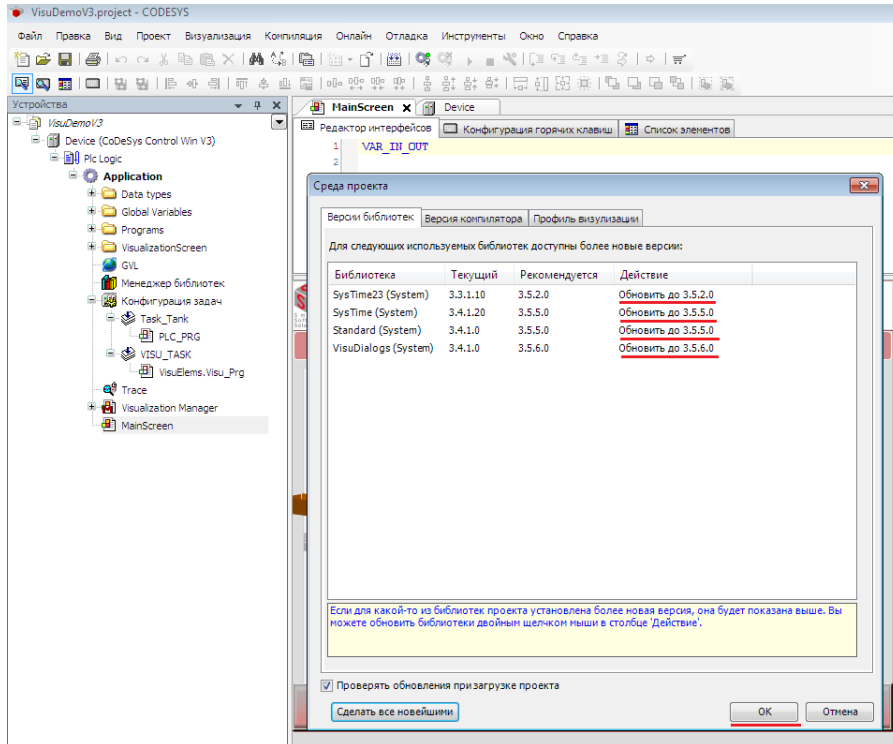 VisuDemoV3.project - CODESYS
Файл Правка Вид Проект Визуализация Компиляция Онлайн Отладка Инструменты Окно Справка
Устройства
VisuDemoV3
Device (CoDeSys Control Win V3)
Plc Logic
Application
Data types
Global Variables
Programs
VisualizationScreen
GVL
Менеджер библиотек
Конфигурация задач
Task_Tank
PLC_PRG
VISU_TASK
VisuElems.Visu_Prg
Trace
Visualization Manager
MainScreen
MainScreen Device
Редактор интерфейсов Конфигурация горячих клавиш Список элементов
1 VAR_IN_OUT
2
Среда проекта
Версии библиотек Версия компилятора Профиль визулизации
Для следующих используемых библиотек доступны более новые версии:
Библиотека Текущий Рекомендуется Действие
SysTime23 (System) 3.3.1.10 3.5.2.0 Обновить до 3.5.2.0
SysTime (System) 3.4.1.20 3.5.5.0 Обновить до 3.5.5.0
Standard (System) 3.4.1.0 3.5.5.0 Обновить до 3.5.5.0
VisuDialogs (System) 3.4.1.0 3.5.6.0 Обновить до 3.5.6.0
Если для какой-то из библиотек проекта установлена более новая версия, она будет показана выше. Вы
можете обновить библиотеки двойным щелчком мыши в столбце 'Действие'.
Проверять обновления при загрузке проекта
Сделать все новейшими OK Отмена